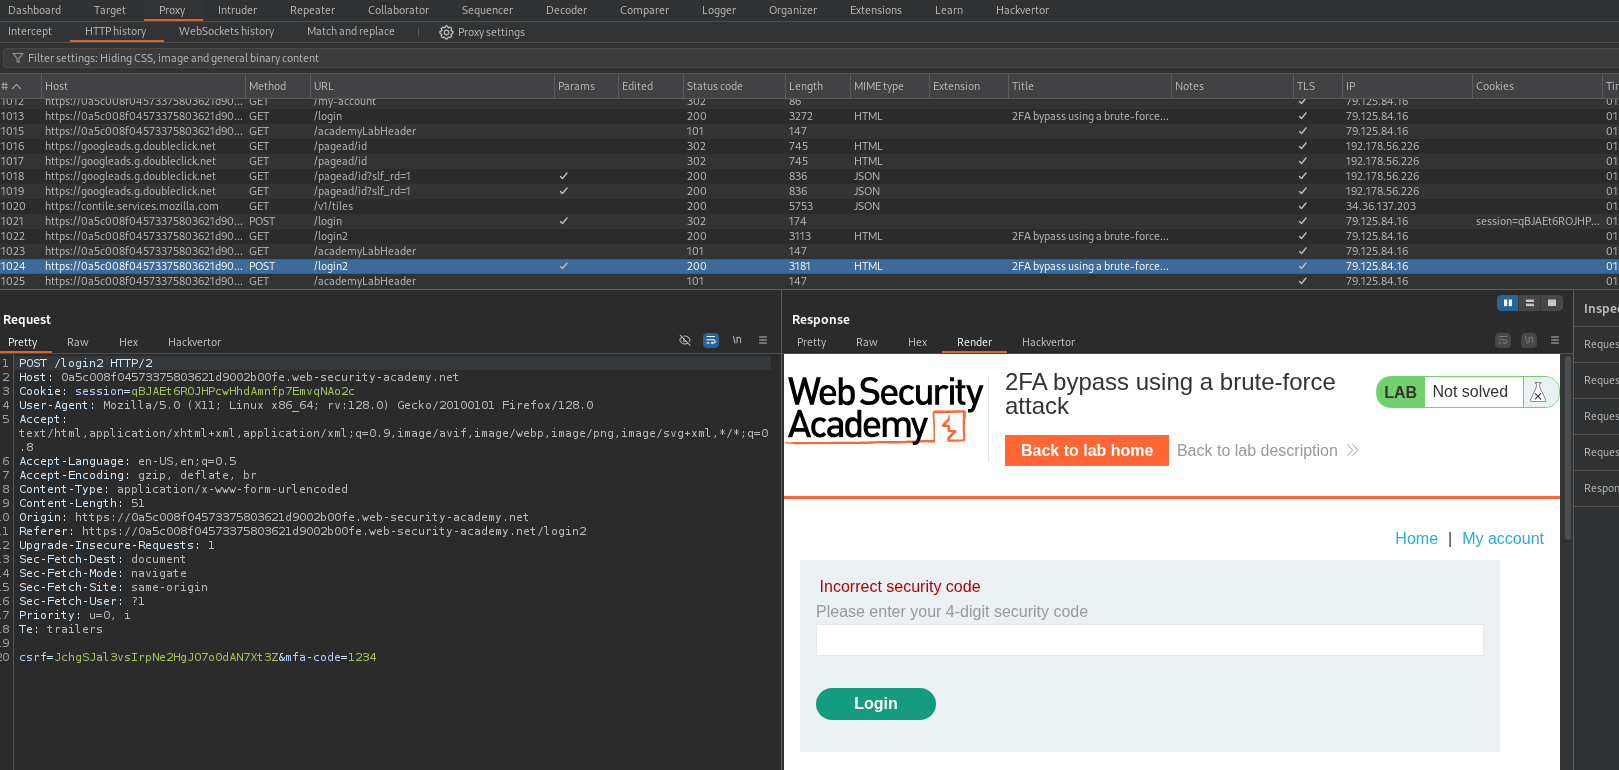 Dashboard Target Proxy Intruder Repeater Collaborator Sequencer Decoder Comparer Logger Organizer Extensions Learn Hackvertor
Intercept HTTP history WebSockets history Match and replace Proxy settings
Filter settings: Hiding CSS, image and general binary content
# Host Method URL Params Edited Status code Length MIME type Extension Title Notes TLS IP Cookies
1012 https://0a5c008f04573375803621d90... GET /my-account 302 86 ✓ 79.125.84.16 01
1013 https://0a5c008f04573375803621d90... GET /login 200 3272 HTML 2FA bypass using a brute-force... ✓ 79.125.84.16 01
1015 https://0a5c008f04573375803621d90... GET /academyLabHeader 101 147 ✓ 79.125.84.16 01
1016 https://googleads.g.doubleclick.net GET /pagead/id 302 745 HTML ✓ 192.178.56.226 01
1017 https://googleads.g.doubleclick.net GET /pagead/id 302 745 HTML ✓ 192.178.56.226 01
1018 https://googleads.g.doubleclick.net GET /pagead/id?slf_rd=1 ✓ 200 836 JSON ✓ 192.178.56.226 01
1019 https://googleads.g.doubleclick.net GET /pagead/id?slf_rd=1 ✓ 200 836 JSON ✓ 192.178.56.226 01
1020 https://contile.services.mozilla.com GET /v1/tiles 200 5753 JSON ✓ 34.36.137.203 01
1021 https://0a5c008f04573375803621d90... POST /login ✓ 302 174 ✓ 79.125.84.16 session=qBJAEt6ROJHP... 01
1022 https://0a5c008f04573375803621d90... GET /login2 200 3113 HTML 2FA bypass using a brute-force... ✓ 79.125.84.16 01
1023 https://0a5c008f04573375803621d90... GET /academyLabHeader 101 147 ✓ 79.125.84.16 01
1024 https://0a5c008f04573375803621d90... POST /login2 ✓ 200 3181 HTML 2FA bypass using a brute-force... ✓ 79.125.84.16 01
1025 https://0a5c008f04573375803621d90... GET /academyLabHeader 101 147 ✓ 79.125.84.16 01
Request
Pretty Raw Hex Hackvertor \n
1 POST /login2 HTTP/2
2 Host: 0a5c008f04573375803621d9002b00fe.web-security-academy.net
3 Cookie: session=qBJAEt6ROJHPcwHhdAmnfp7EmvqNAo2c
4 User-Agent: Mozilla/5.0 (X11; Linux x86_64; rv:128.0) Gecko/20100101 Firefox/128.0
5 Accept:
text/html,application/xhtml+xml,application/xml;q=0.9,image/avif,image/webp,image/png,image/svg+xml,*/*;q=0
.8
6 Accept-Language: en-US,en;q=0.5
7 Accept-Encoding: gzip, deflate, br
8 Content-Type: application/x-www-form-urlencoded
9 Content-Length: 51
10 Origin: https://0a5c008f04573375803621d9002b00fe.web-security-academy.net
11 Referer: https://0a5c008f04573375803621d9002b00fe.web-security-academy.net/login2
12 Upgrade-Insecure-Requests: 1
13 Sec-Fetch-Dest: document
14 Sec-Fetch-Mode: navigate
15 Sec-Fetch-Site: same-origin
16 Sec-Fetch-User: ?1
17 Priority: u=0, i
18 Te: trailers
19
20 csrf=JchgSJal3vsIrpNe2HgJO7o0dAN7Xt3Z&mfa-code=1234
Response
Pretty Raw Hex Render Hackvertor \n
Web Security
Academy
2FA bypass using a brute-force
attack
LAB Not solved
Back to lab home Back to lab description
Home | My account
Incorrect security code
Please enter your 4-digit security code
Login
Inspec
Reques
Reques
Reques
Reques
Respon